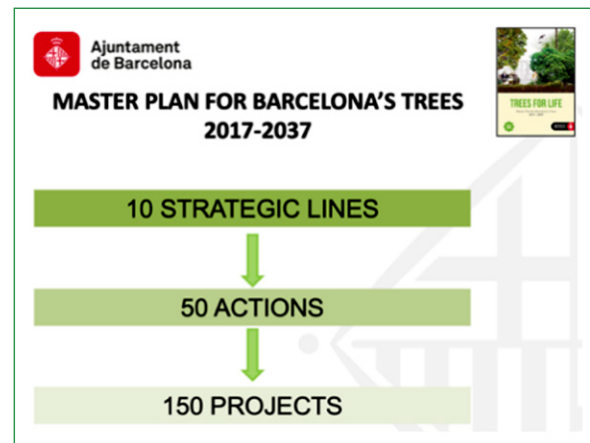 Ajuntament
de Barcelona
MASTER PLAN FOR BARCELONA'S TREES
2017-2037
TREES FOR LIFE
10 STRATEGIC LINES
50 ACTIONS
150 PROJECTS